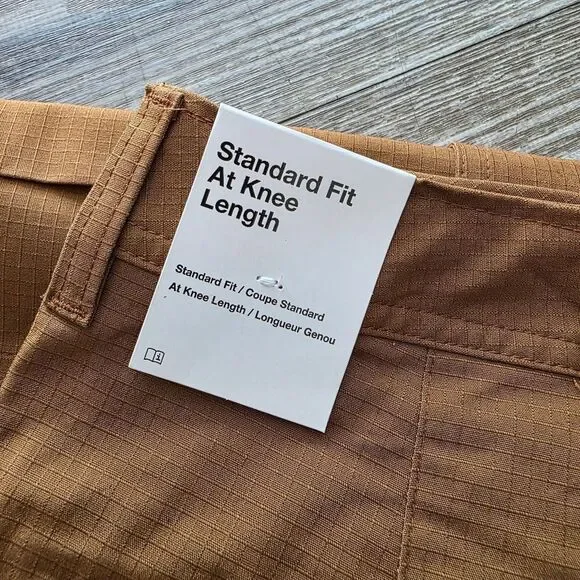 Standard Fit
At Knee
Length
Standard Fit / Coupe Standard
At Knee Length / Longueur Genou